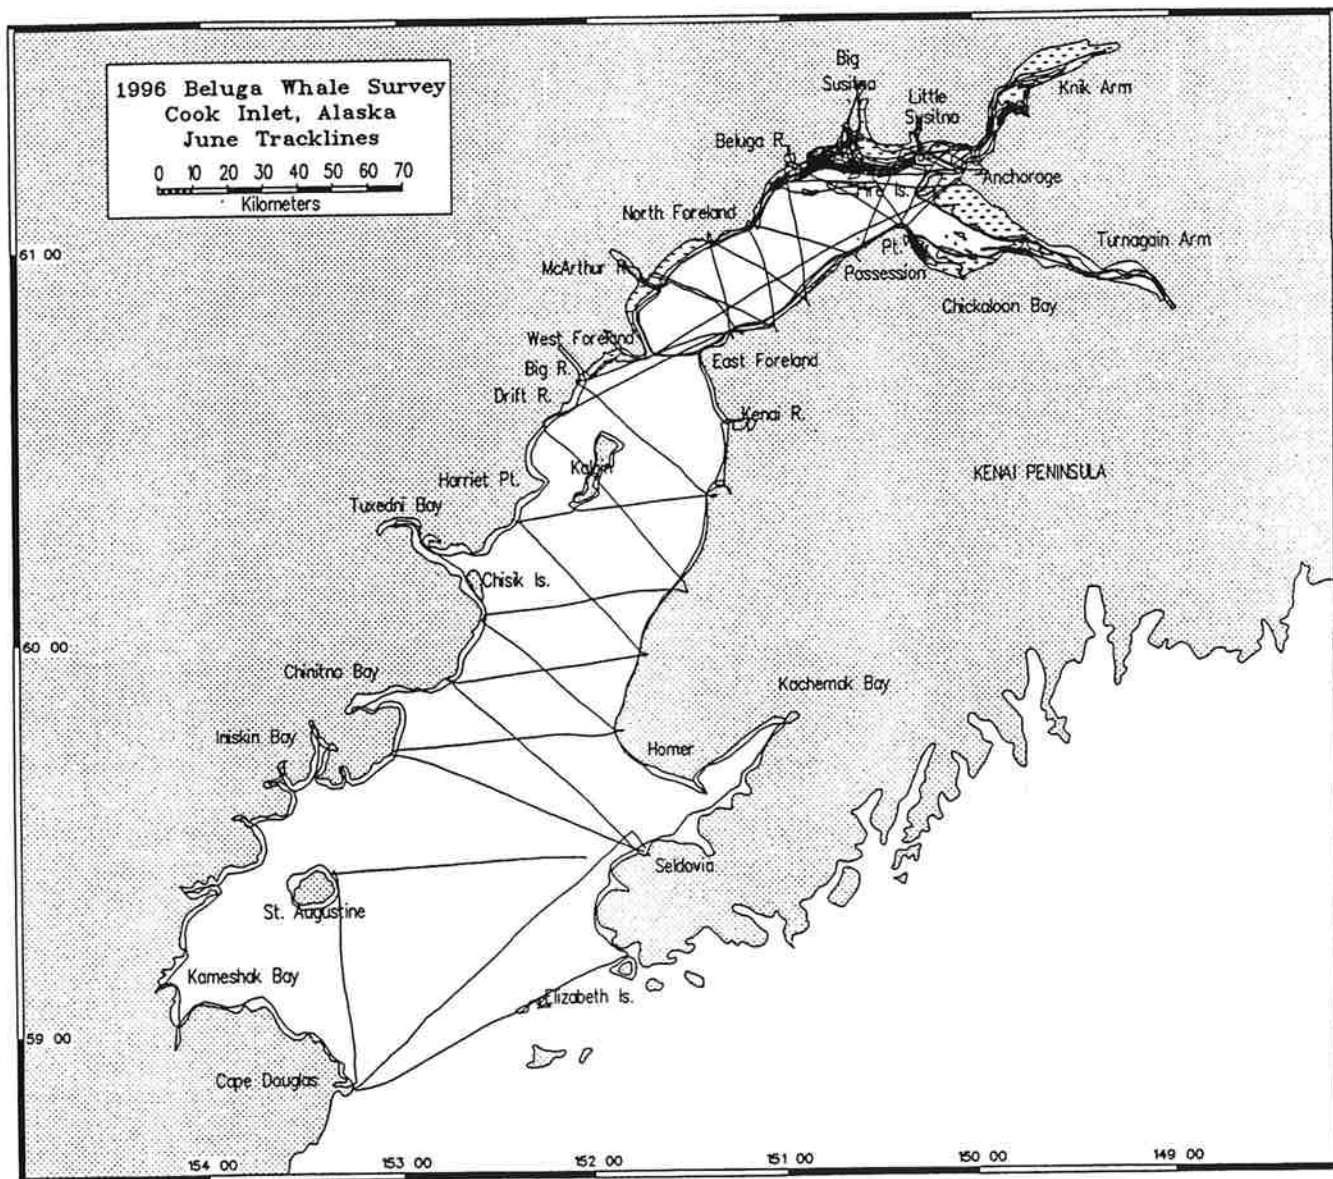 1996 Beluga Whale Survey
Cook Inlet, Alaska
June Tracklines
0 10 20 30 40 50 60 70
Kilometers
Big
Susitna
Little
Susitna
Knik Arm
Beluga R.
Anchorage
Fire Is.
North Foreland
Turnagain Arm
61 00
Pt.
Possession
McArthur R.
Chickaloon Bay
West Foreland
East Foreland
Big R.
Drift R.
Kenai R.
Kalgin
KENAI PENINSULA
Harriet Pt.
Tuxedni Bay
Chisik Is.
60 00
Chinitna Bay
Kachemak Bay
Iniskin Bay
Homer
Seldovia
St. Augustine
Kameshak Bay
Elizabeth Is.
59 00
Cape Douglas
154 00 153 00 152 00 151 00 150 00 149 00